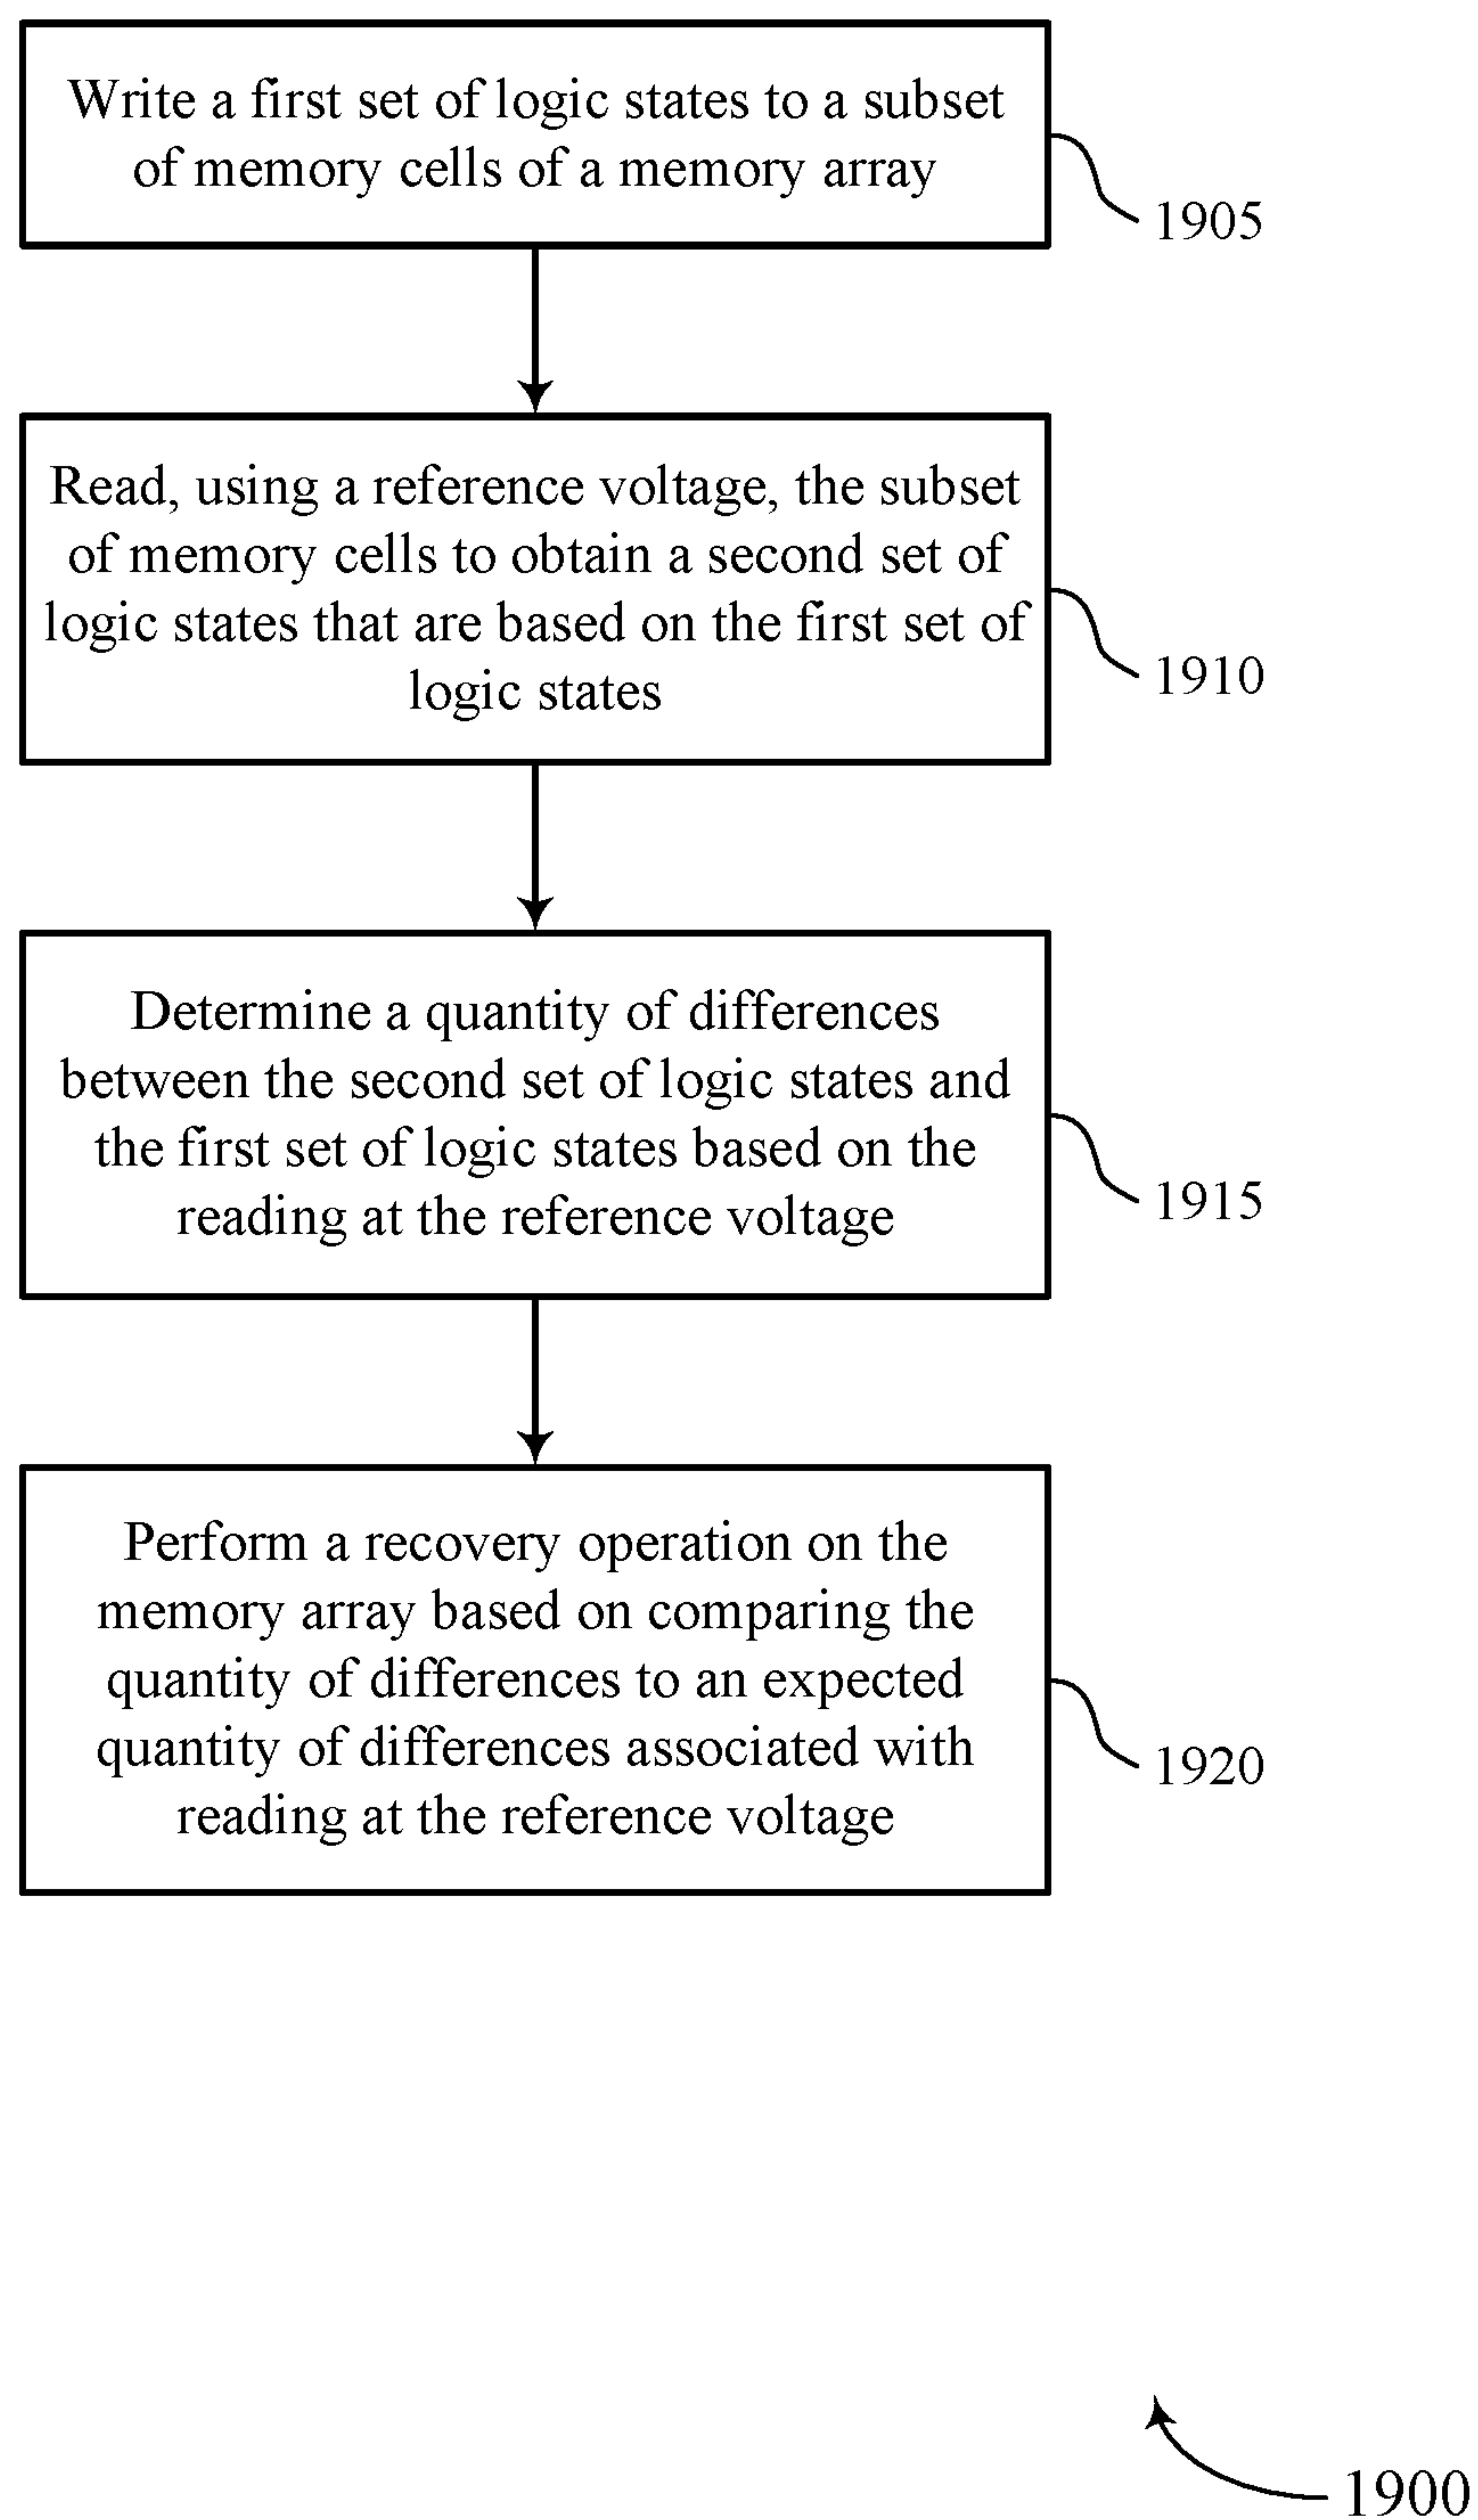 Write a first set of logic states to a subset
of memory cells of a memory array
1905
Read, using a reference voltage, the subset
of memory cells to obtain a second set of
logic states that are based on the first set of
logic states
1910
Determine a quantity of differences
between the second set of logic states and
the first set of logic states based on the
reading at the reference voltage
1915
Perform a recovery operation on the
memory array based on comparing the
quantity of differences to an expected
quantity of differences associated with
reading at the reference voltage
1920
1900